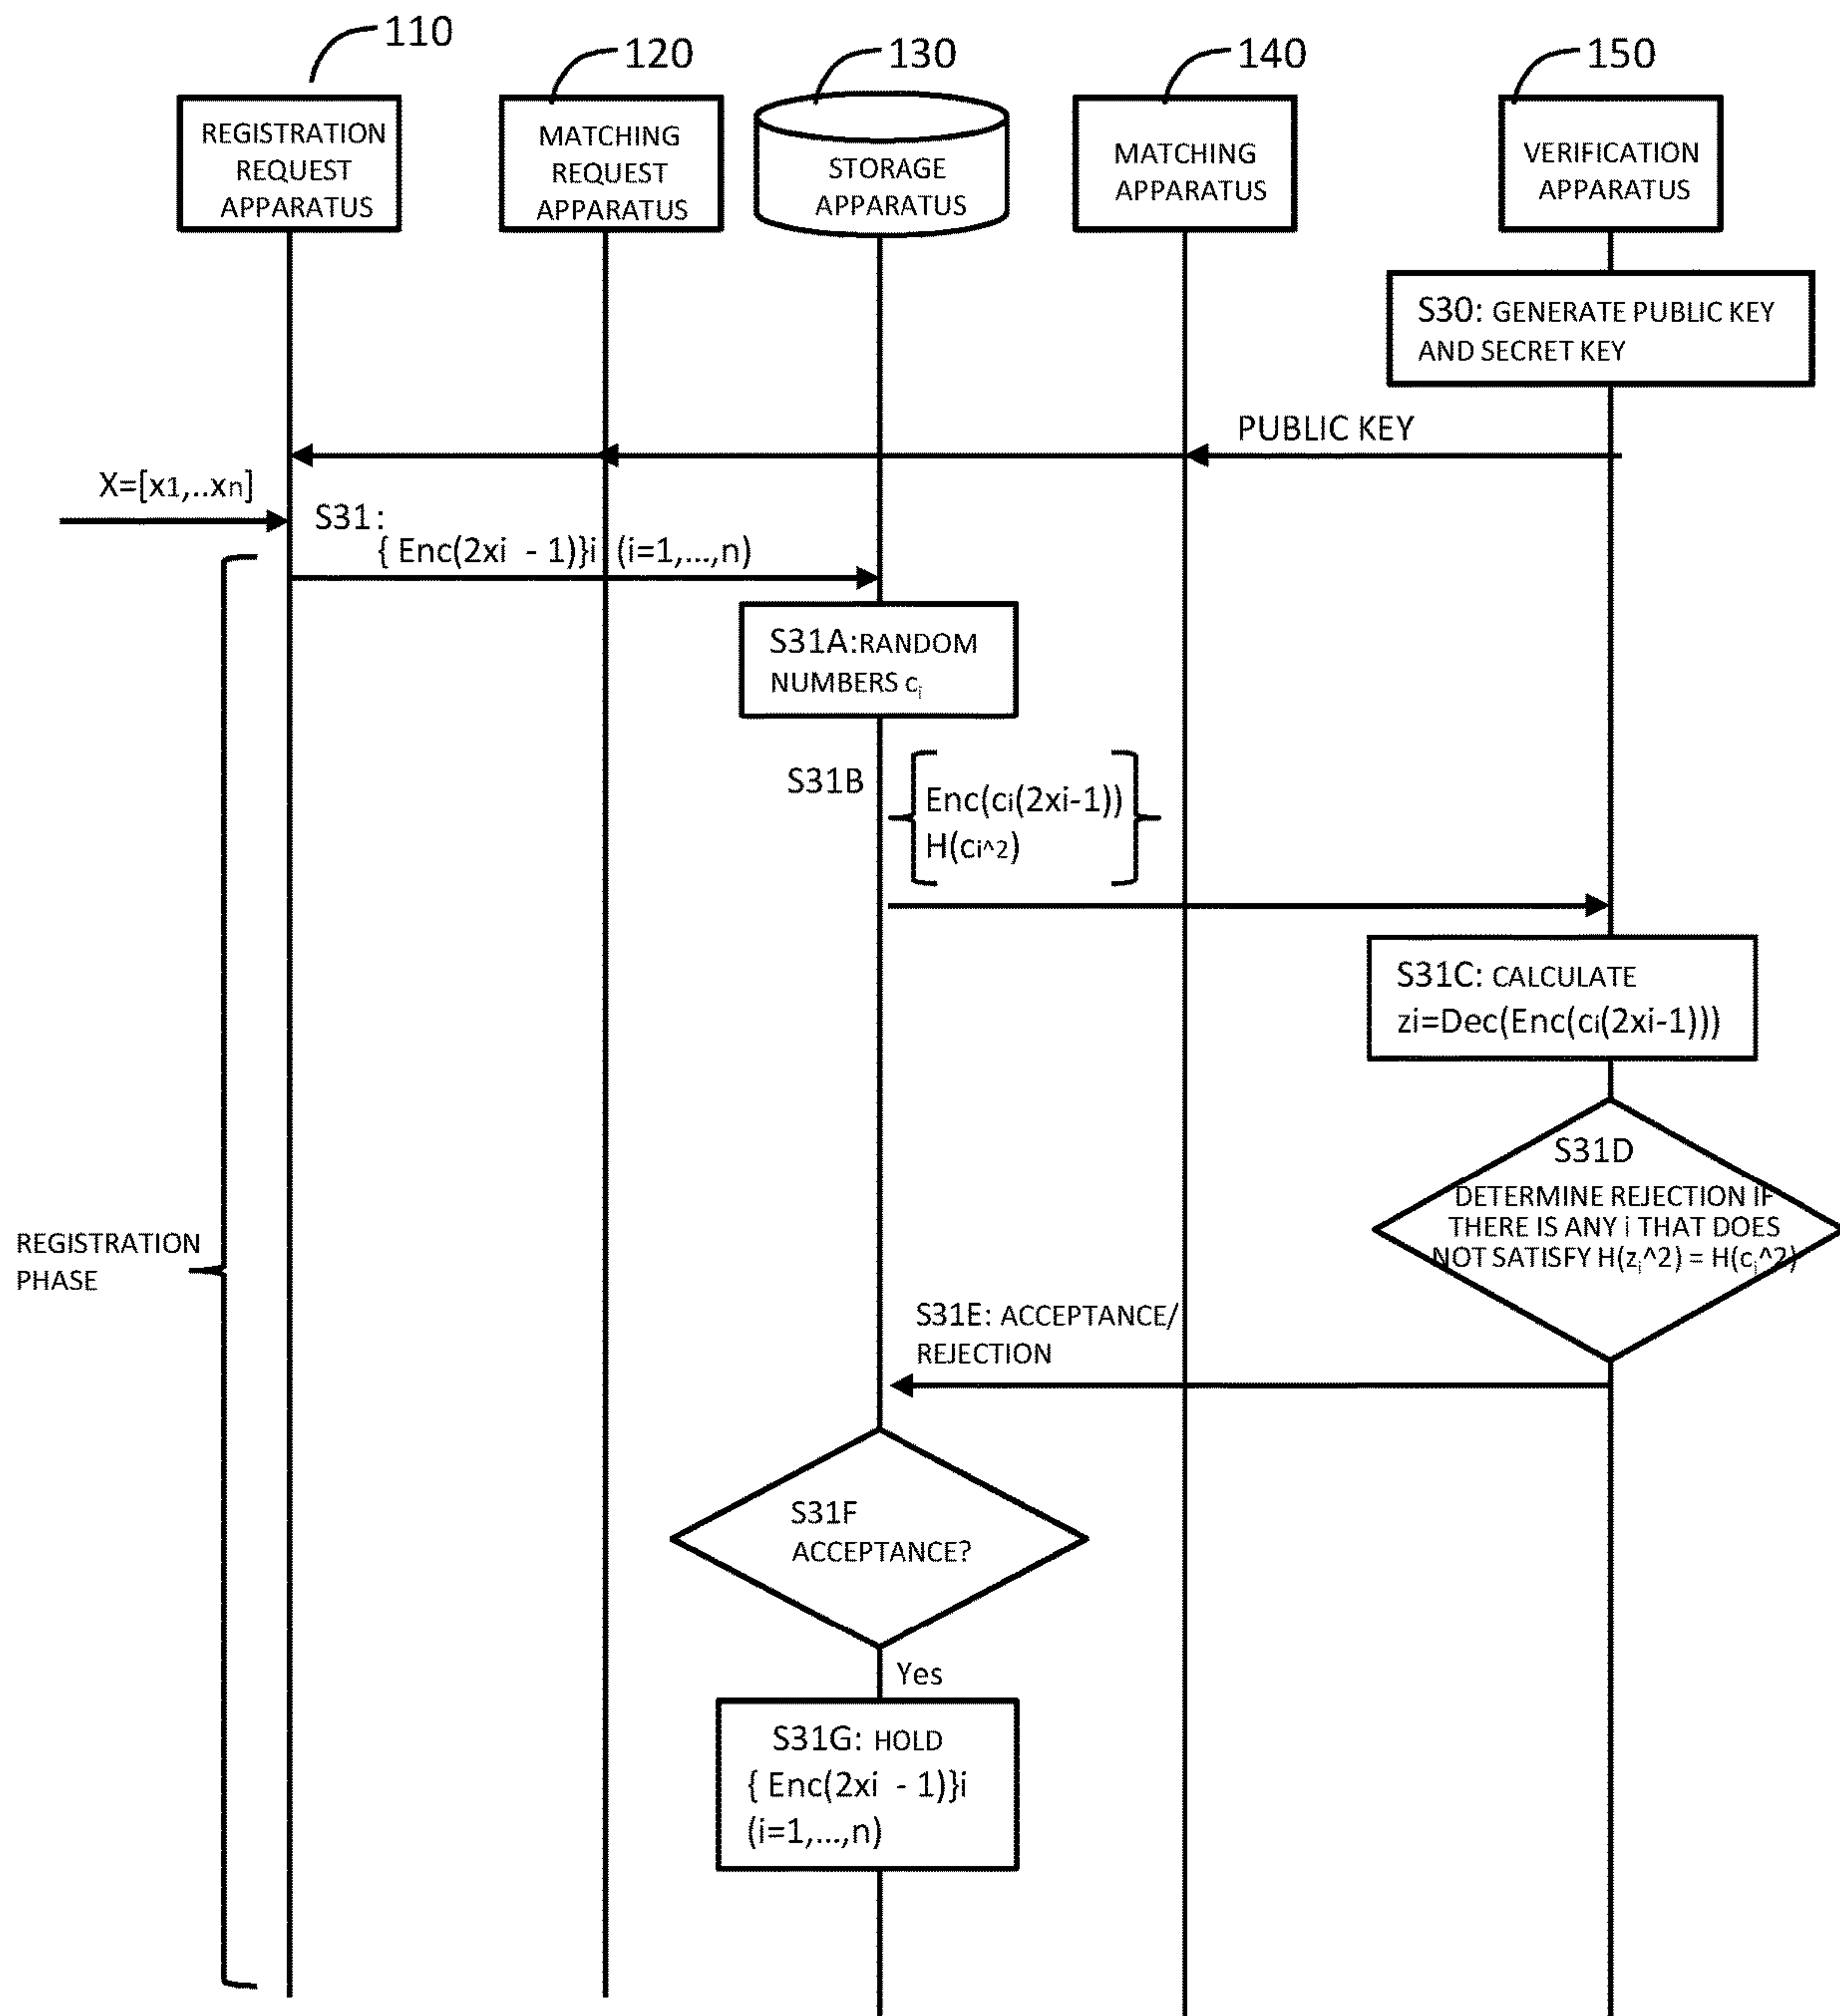 110
120
130
140
150
REGISTRATION
REQUEST
APPARATUS
MATCHING
REQUEST
APPARATUS
STORAGE
APPARATUS
MATCHING
APPARATUS
VERIFICATION
APPARATUS
S30: GENERATE PUBLIC KEY
AND SECRET KEY
PUBLIC KEY
X=[x1,..xn]
S31:
{ Enc(2xi - 1)}i (i=1,...,n)
S31A:RANDOM
NUMBERS ci
S31B
Enc(ci(2xi-1))
H(ci^2)
S31C: CALCULATE
zi=Dec(Enc(ci(2xi-1)))
S31D
DETERMINE REJECTION IF
THERE IS ANY i THAT DOES
NOT SATISFY H(zi^2) = H(ci^2)
REGISTRATION
PHASE
S31E: ACCEPTANCE/
REJECTION
S31F
ACCEPTANCE?
Yes
S31G: HOLD
{ Enc(2xi - 1)}i
(i=1,...,n)